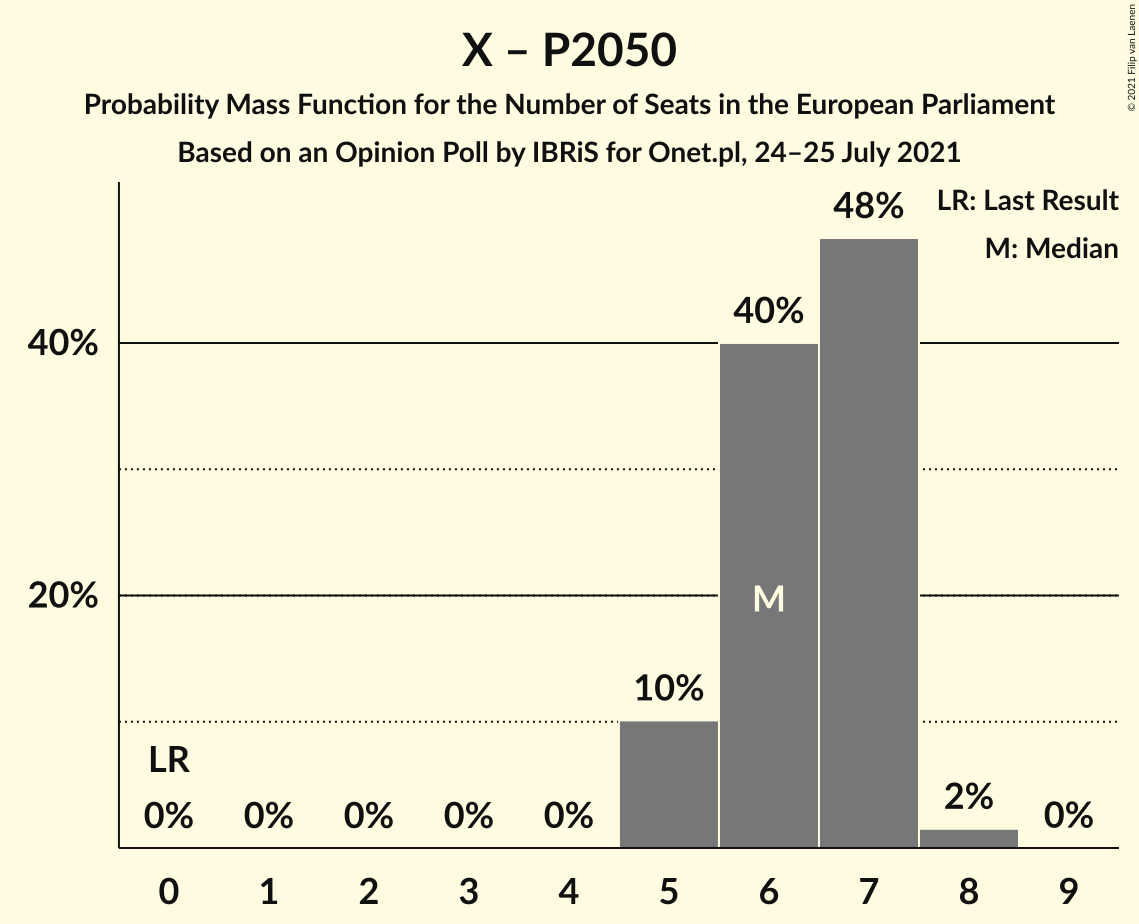 X – P2050
Probability Mass Function for the Number of Seats in the European Parliament
Based on an Opinion Poll by IBRiS for Onet.pl, 24–25 July 2021
© 2021 Filip van Laenen
LR: Last Result
M: Median
48%
40%
40%
20%
M
10%
LR
2%
0% 0% 0% 0% 0% 0%
0 1 2 3 4 5 6 7 8 9